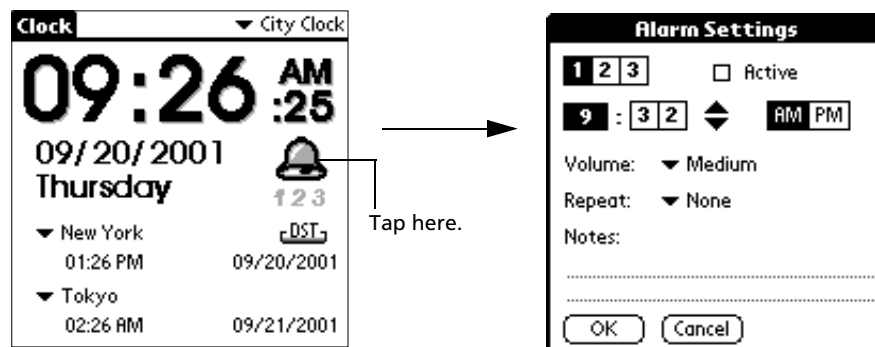 Clock
City Clock
09:26 AM :25
09/20/2001
Thursday
1 2 3
New York
DST
01:26 PM 09/20/2001
Tokyo
02:26 AM 09/21/2001
Tap here.
Alarm Settings
1 2 3
Active
9 : 3 2
AM PM
Volume: Medium
Repeat: None
Notes:
OK Cancel